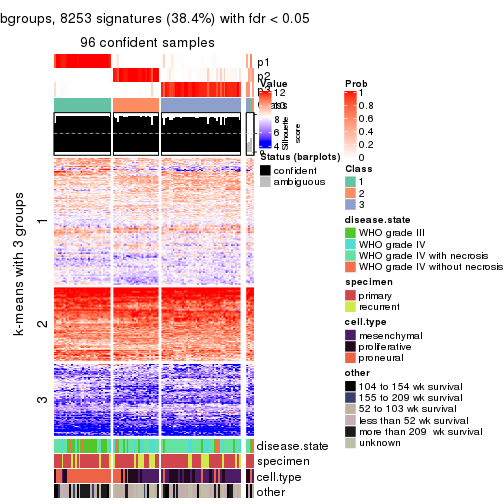 bgroups, 8253 signatures (38.4%) with fdr < 0.05
96 confident samples
p1
p2
p3
Class
Silhouette
score
k-means with 3 groups
1
2
3
Value
12
10
8
6
4
Status (barplots)
confident
ambiguous
Prob
1
0.8
0.6
0.4
0.2
0
Class
1
2
3
disease.state
WHO grade III
WHO grade IV
WHO grade IV with necrosis
WHO grade IV without necrosis
specimen
primary
recurrent
cell.type
mesenchymal
proliferative
proneural
other
104 to 154 wk survival
155 to 209 wk survival
52 to 103 wk survival
less than 52 wk survival
more than 209  wk survival
unknown
disease.state
specimen
cell.type
other